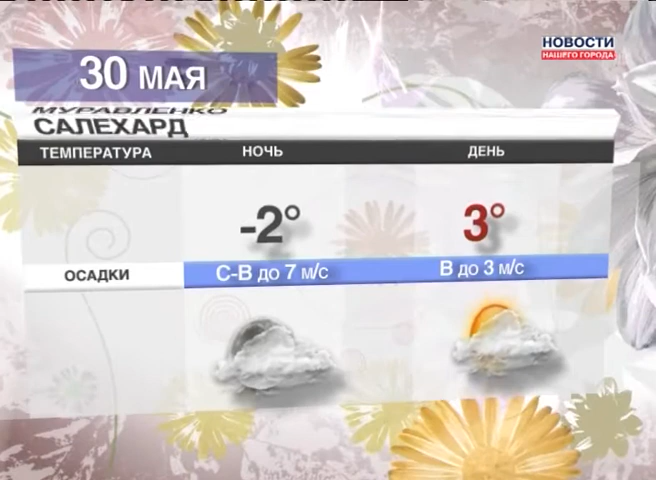 НОВОСТИ
НАШЕГО ГОРОДА
30 МАЯ
МУРАВЛЕНКО
САЛЕХАРД
ТЕМПЕРАТУРА НОЧЬ ДЕНЬ
-2° 3°
ОСАДКИ С-В до 7 м/с В до 3 м/с